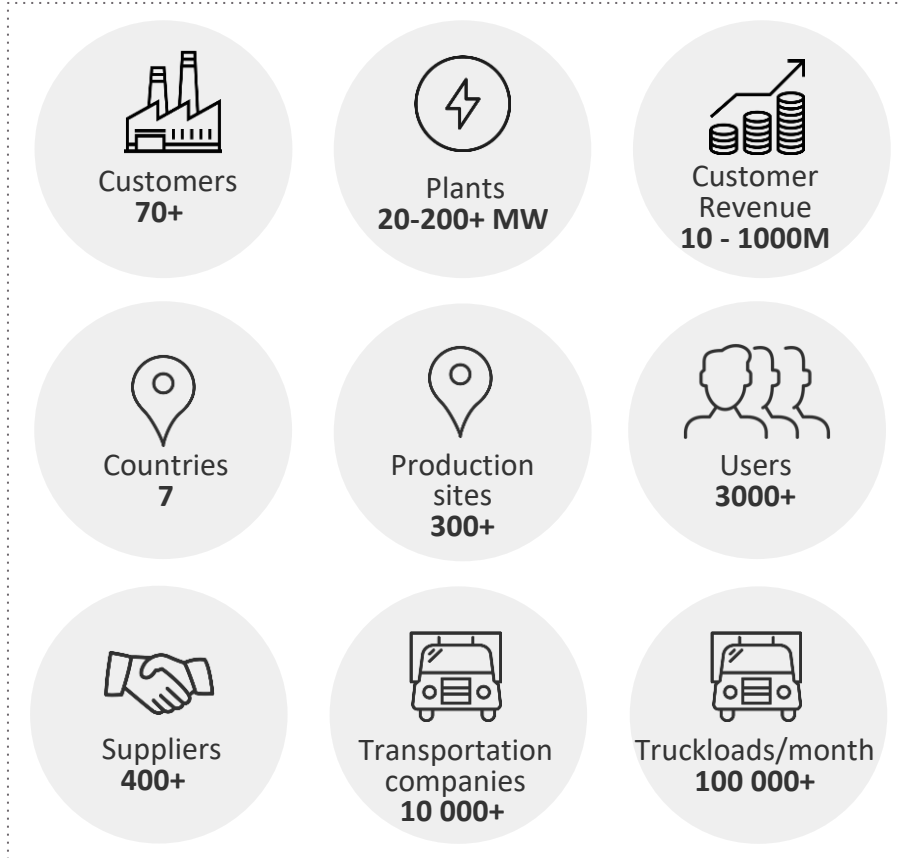 Customers
70+
Plants
20-200+ MW
Customer
Revenue
10 - 1000M
Countries
7
Production
sites
300+
Users
3000+
Suppliers
400+
Transportation
companies
10 000+
Truckloads/month
100 000+